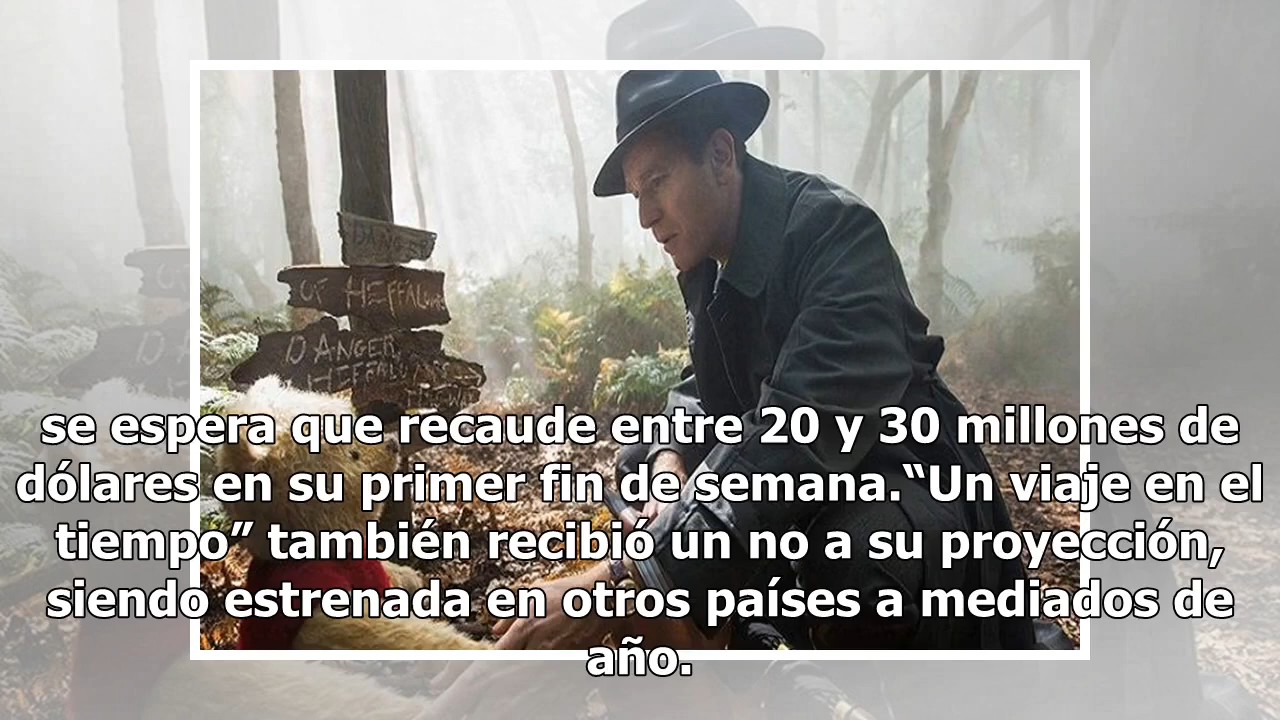 DANGER
OF HEFFALUMPS
DANGER
HEFFALUMPS
se espera que recaude entre 20 y 30 millones de
dólares en su primer fin de semana.“Un viaje en el
tiempo” también recibió un no a su proyección,
siendo estrenada en otros países a mediados de
año.